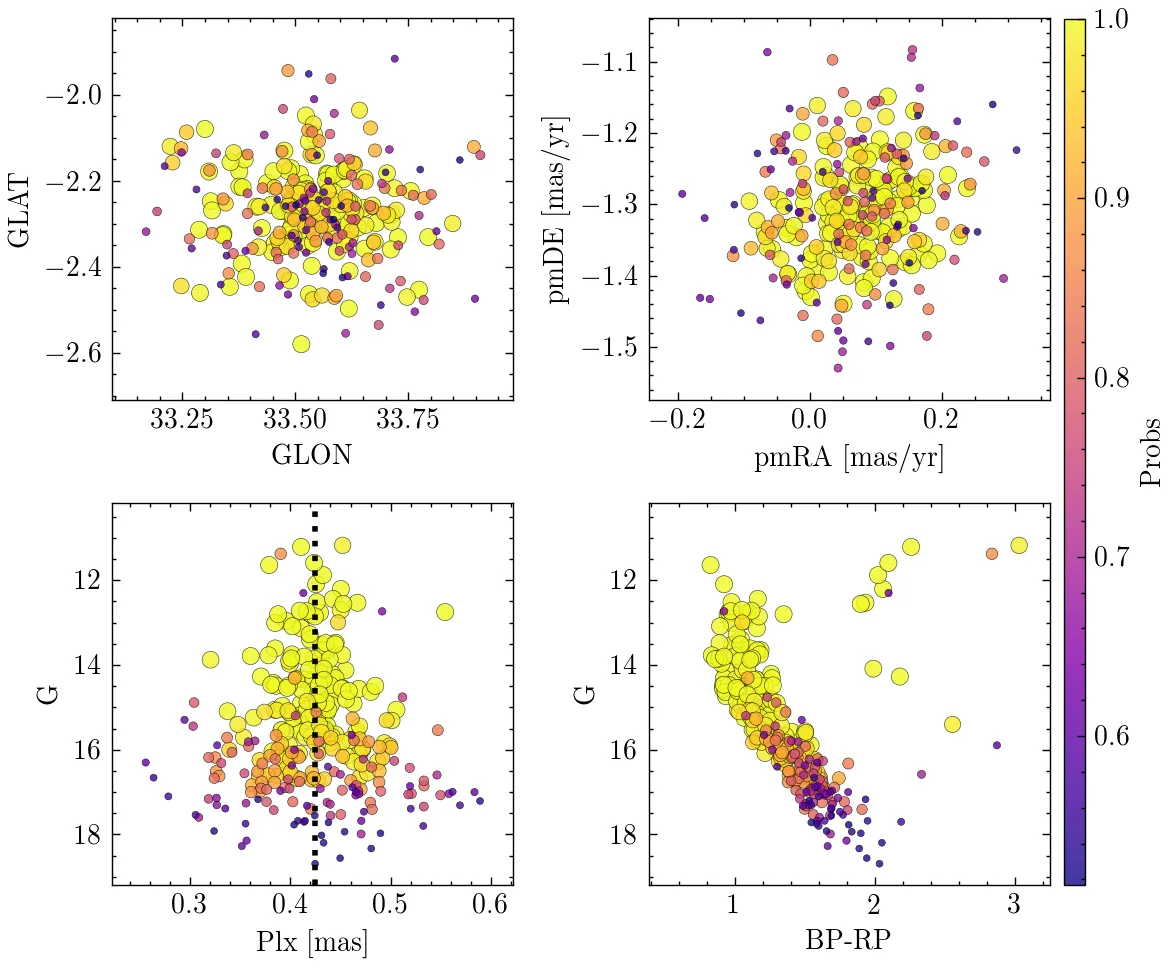 GLAT
−2.0
−2.2
−2.4
−2.6
33.25 33.50 33.75
GLON
pmDE [mas/yr]
−1.1
−1.2
−1.3
−1.4
−1.5
−0.2 0.0 0.2
pmRA [mas/yr]
G
12
14
16
18
0.3 0.4 0.5 0.6
Plx [mas]
G
12
14
16
18
1 2 3
BP-RP
1.0
0.9
0.8
0.7
0.6
Probs